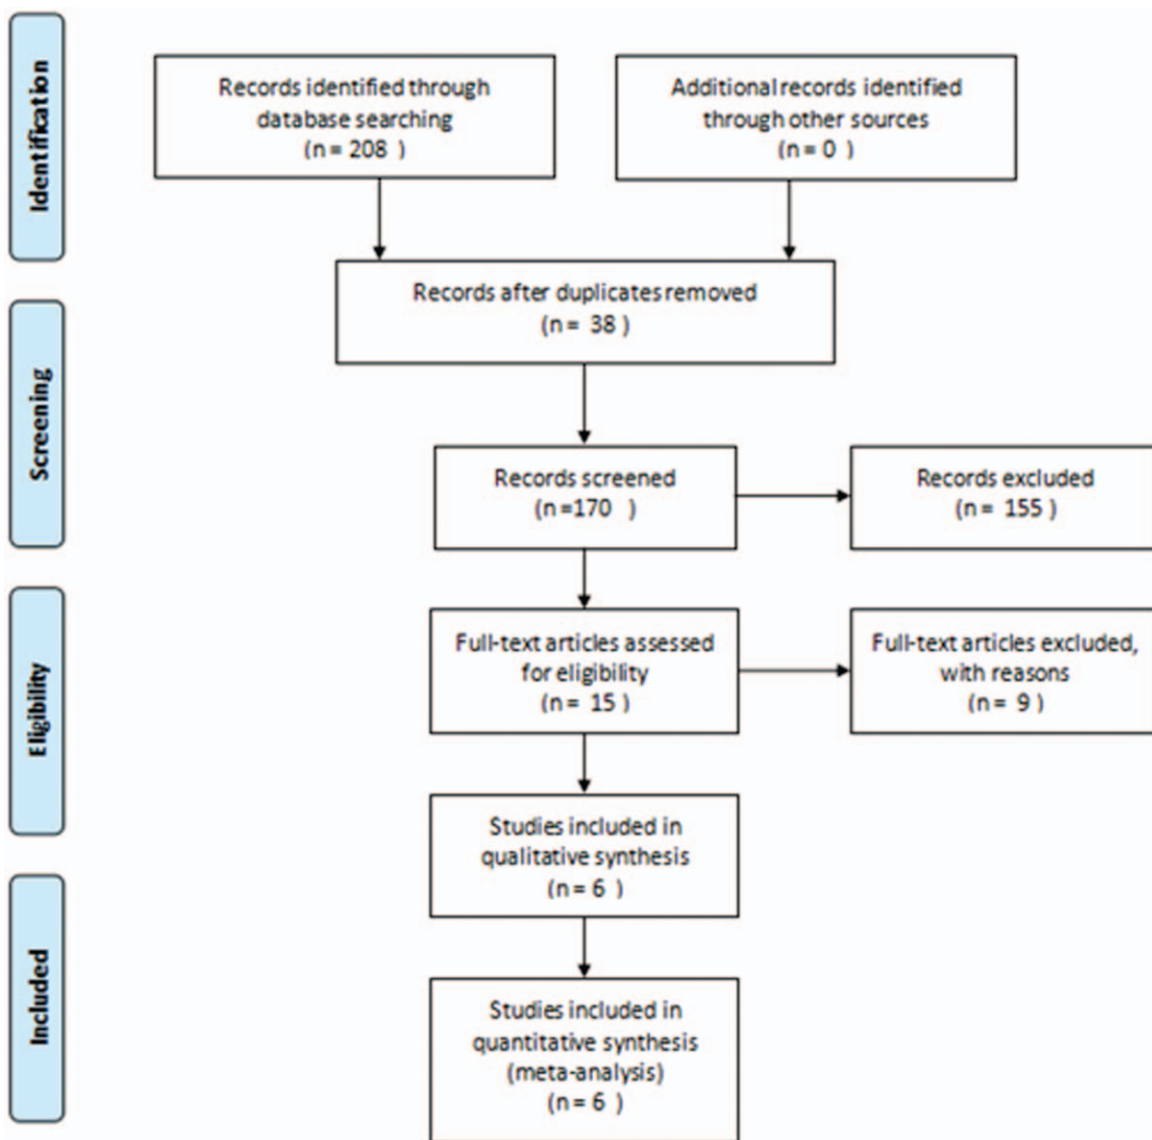 Identification
Records identified through
database searching
(n = 208 )
Additional records identified
through other sources
(n = 0 )
Records after duplicates removed
(n = 38 )
Screening
Records screened
(n =170 )
Records excluded
(n = 155 )
Eligibility
Full-text articles assessed
for eligibility
(n = 15 )
Full-text articles excluded,
with reasons
(n = 9 )
Studies included in
qualitative synthesis
(n = 6 )
Included
Studies included in
quantitative synthesis
(meta-analysis)
(n = 6 )